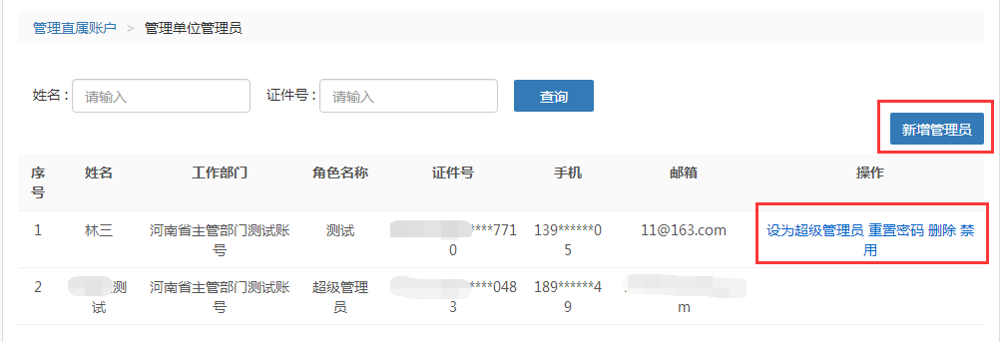 管理直属账户 > 管理单位管理员
姓名 : 请输入 证件号 : 请输入 查询
新增管理员
序号 姓名 工作部门 角色名称 证件号 手机 邮箱 操作
1 林三 河南省主管部门测试账号 测试 ****7710 139******05 11@163.com 设为超级管理员 重置密码 删除 禁用
2 测试 河南省主管部门测试账号 超级管理员 ****0483 189******49 m